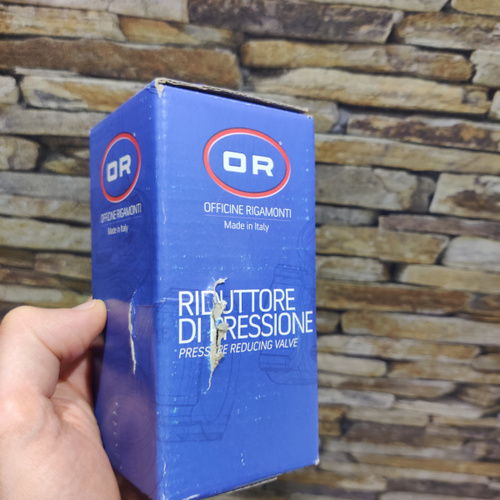 OR
OFFICINE RIGAMONTI
Made in Italy
OR
OFFICINE RIGAMONTI
Made in Italy
RIDUTTORE
DI PRESSIONE
PRESSURE REDUCING VALVE